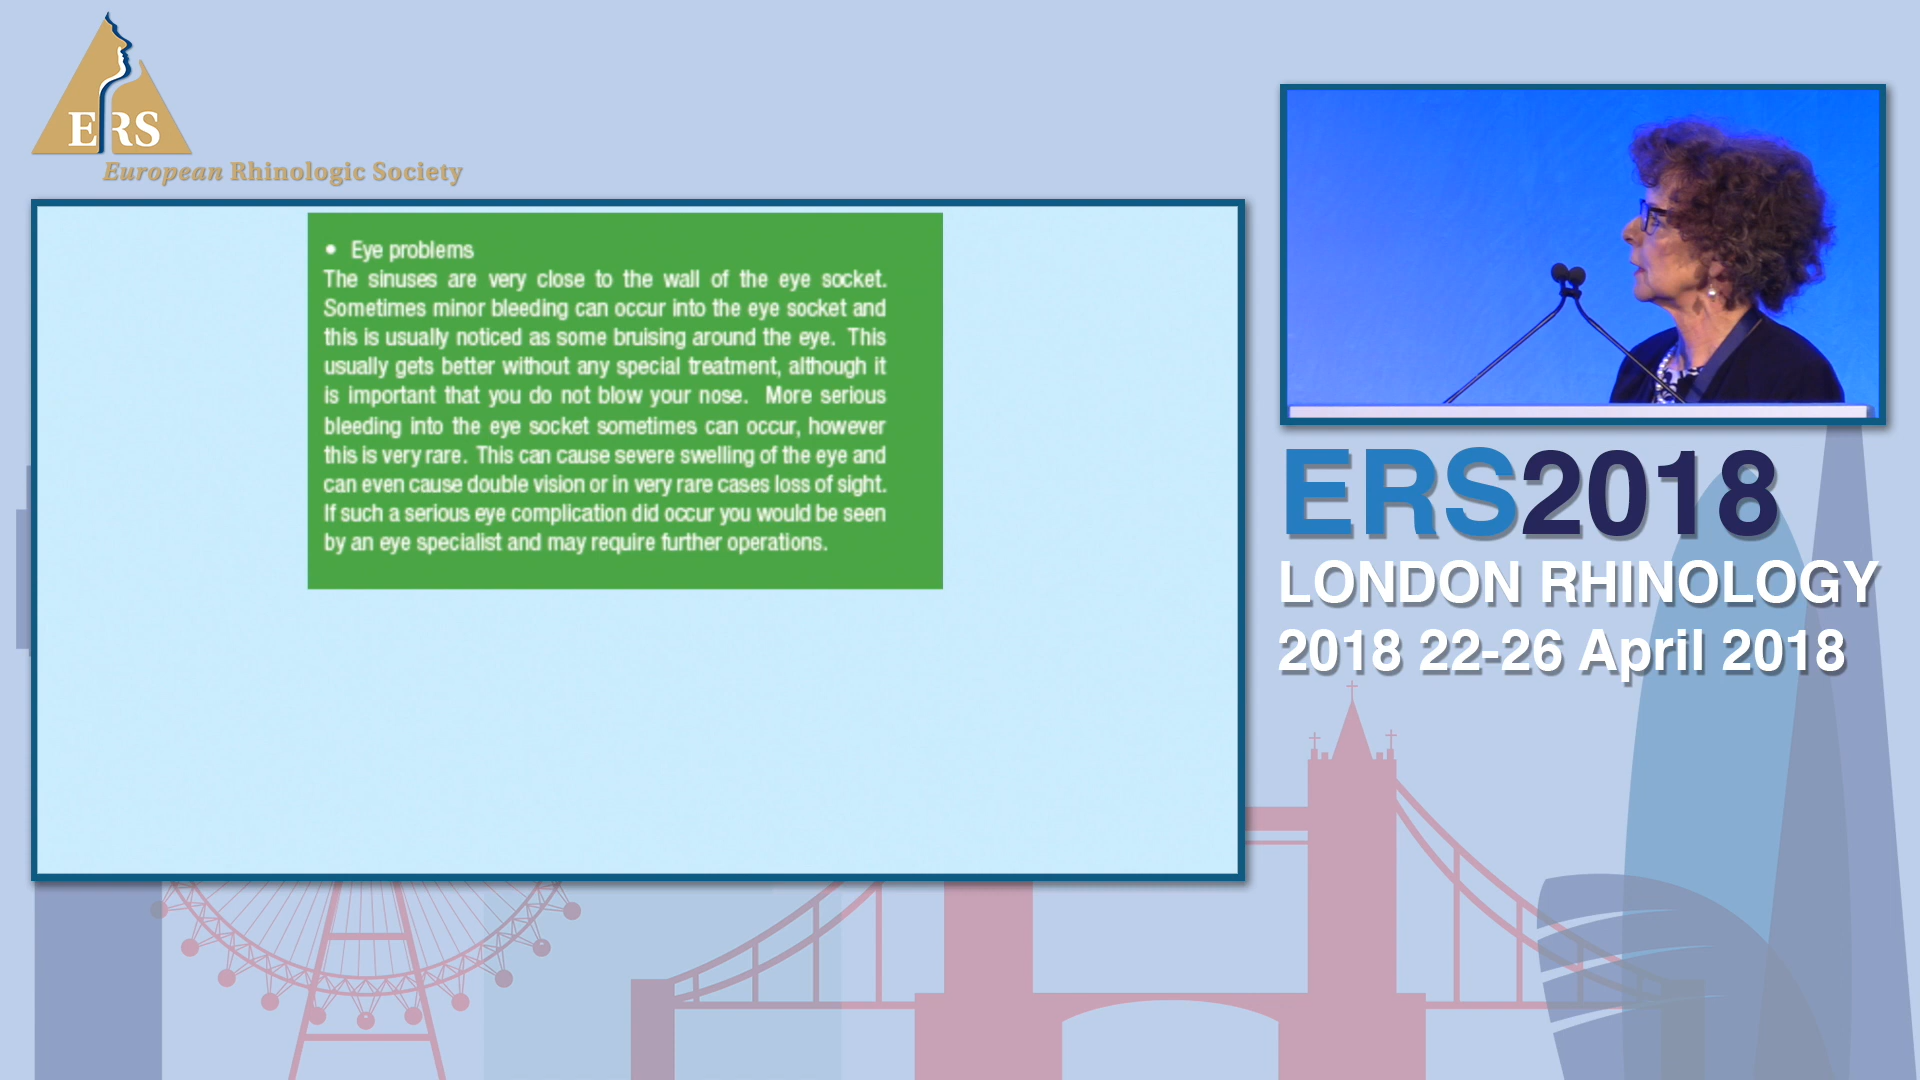 ERS
European Rhinologic Society
• Eye problems
The sinuses are very close to the wall of the eye socket.
Sometimes minor bleeding can occur into the eye socket and
this is usually noticed as some bruising around the eye. This
usually gets better without any special treatment, although it
is important that you do not blow your nose. More serious
bleeding into the eye socket sometimes can occur, however
this is very rare. This can cause severe swelling of the eye and
can even cause double vision or in very rare cases loss of sight.
If such a serious eye complication did occur you would be seen
by an eye specialist and may require further operations.
ERS2018
LONDON RHINOLOGY
2018 22-26 April 2018